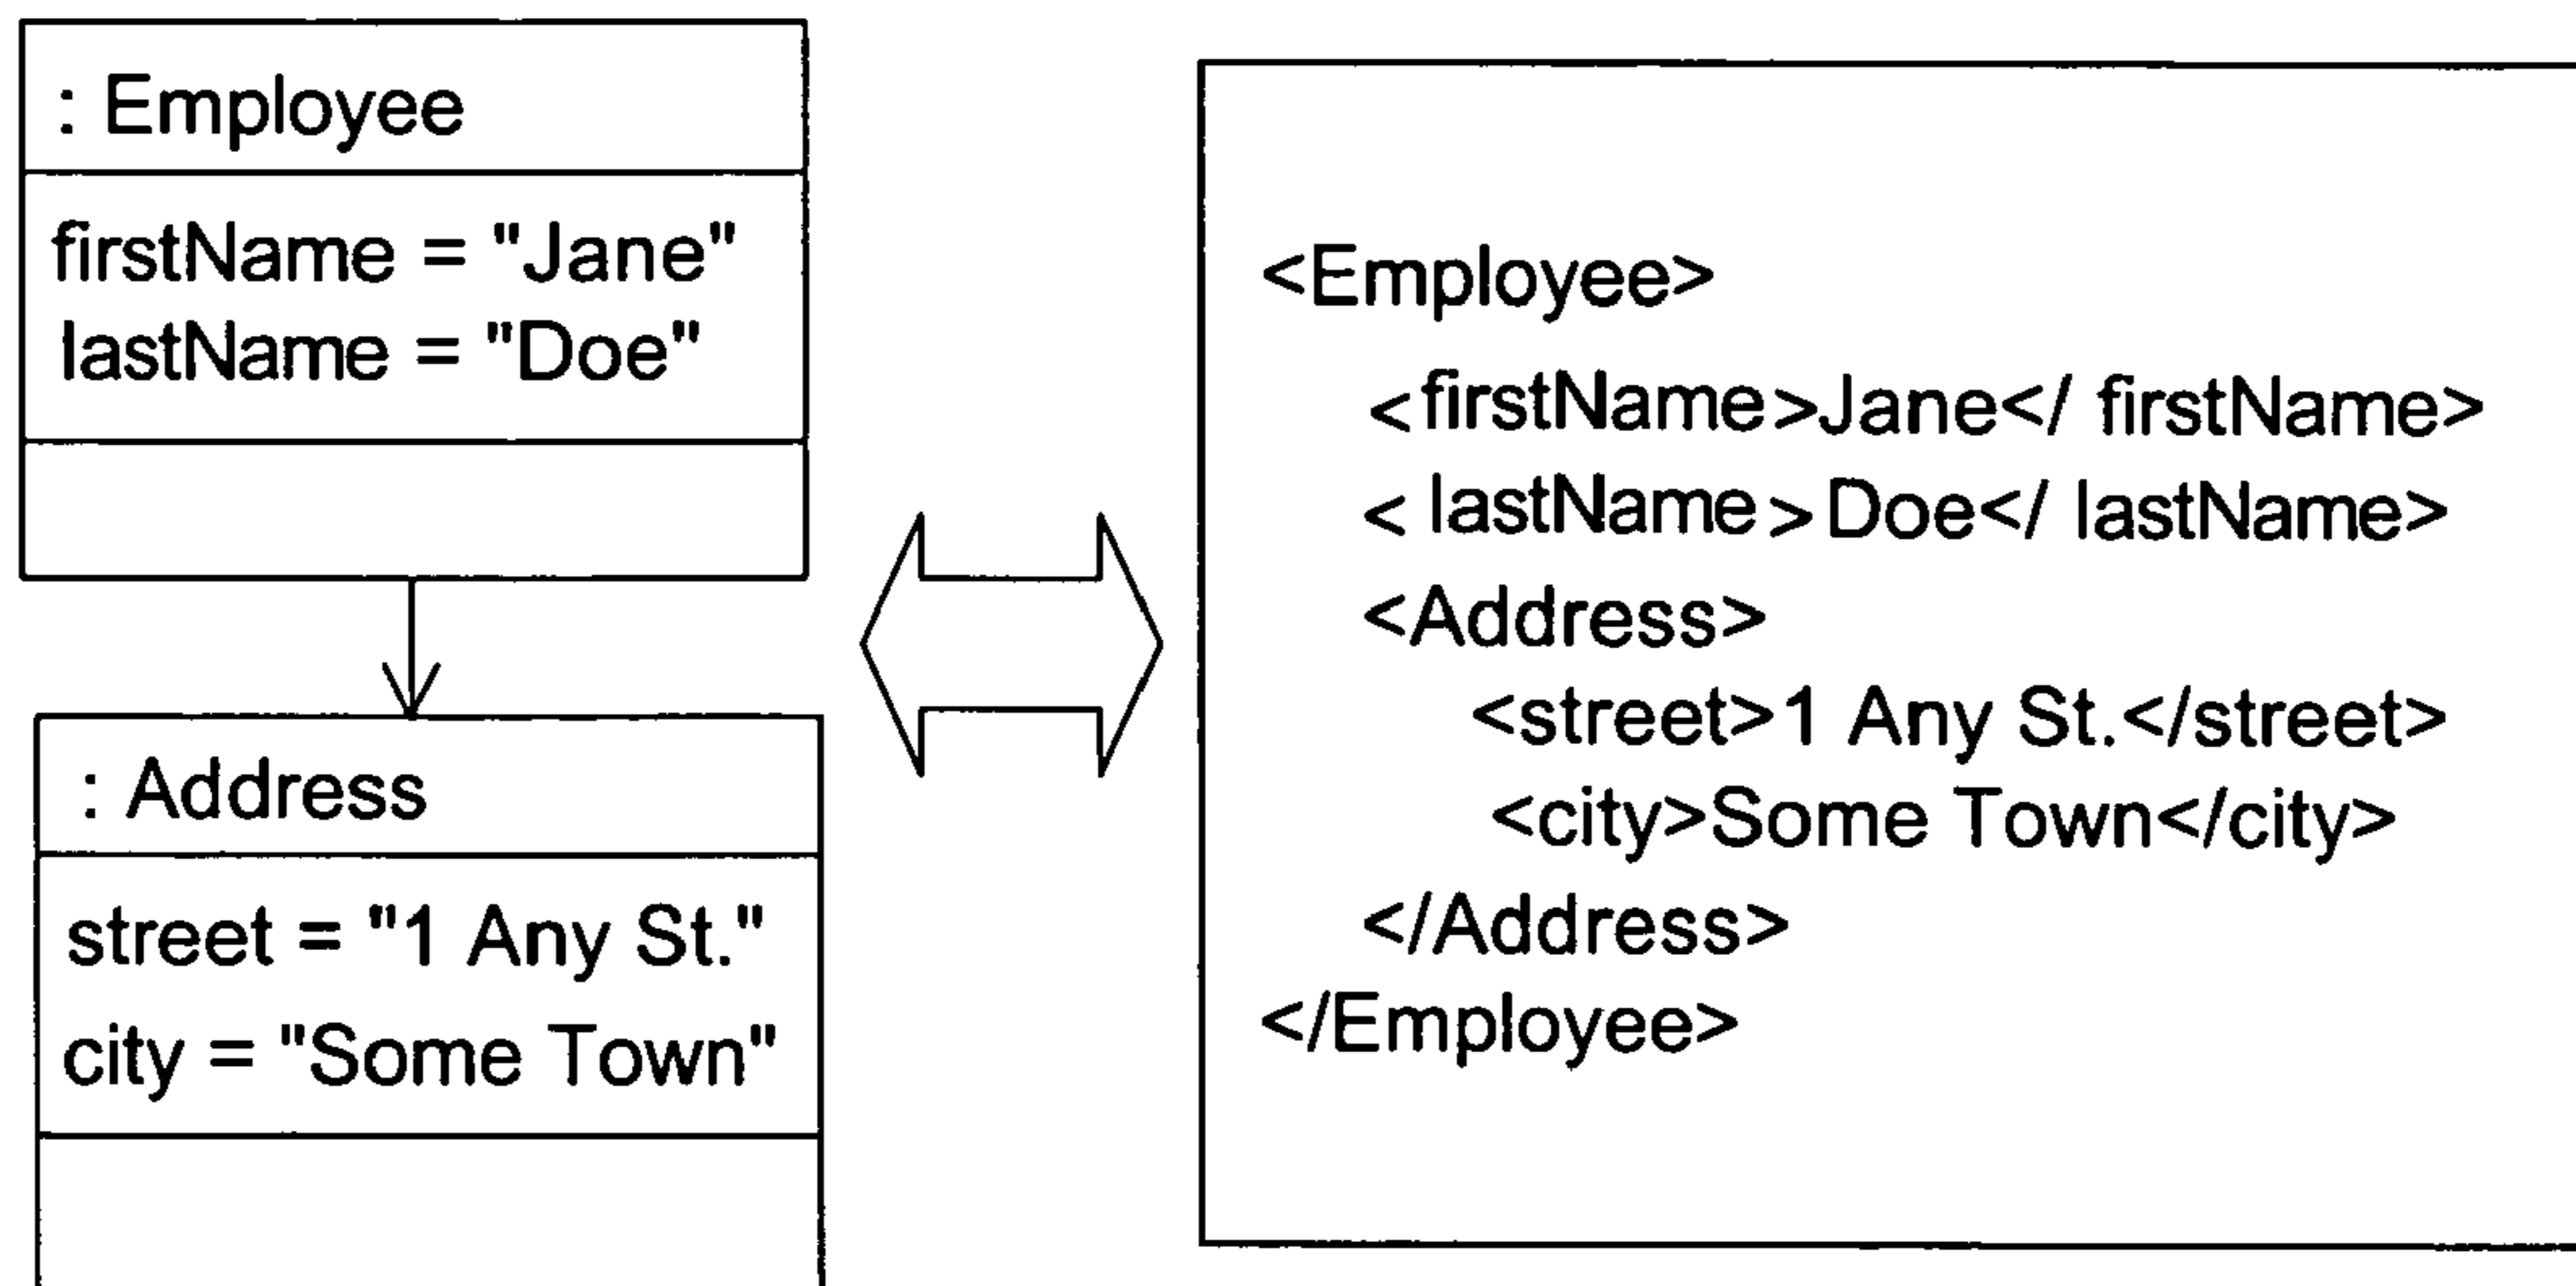 : Employee
firstName = "Jane"
lastName = "Doe"
: Address
street = "1 Any St."
city = "Some Town"
<Employee>
<firstName>Jane</ firstName>
< lastName>Doe</ lastName>
<Address>
<street>1 Any St.</street>
<city>Some Town</city>
</Address>
</Employee>